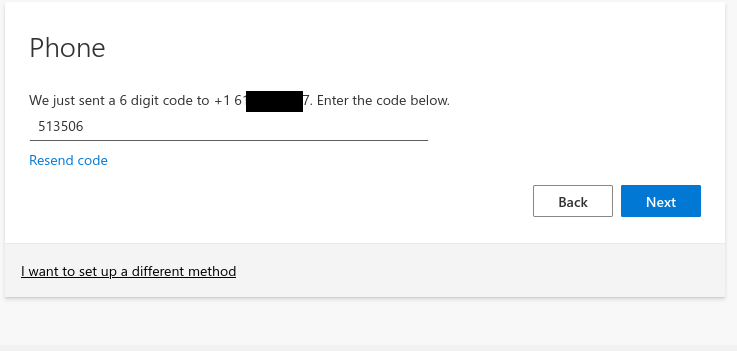 Phone
We just sent a 6 digit code to +1 61 7. Enter the code below.
513506
Resend code
Back
Next
I want to set up a different method